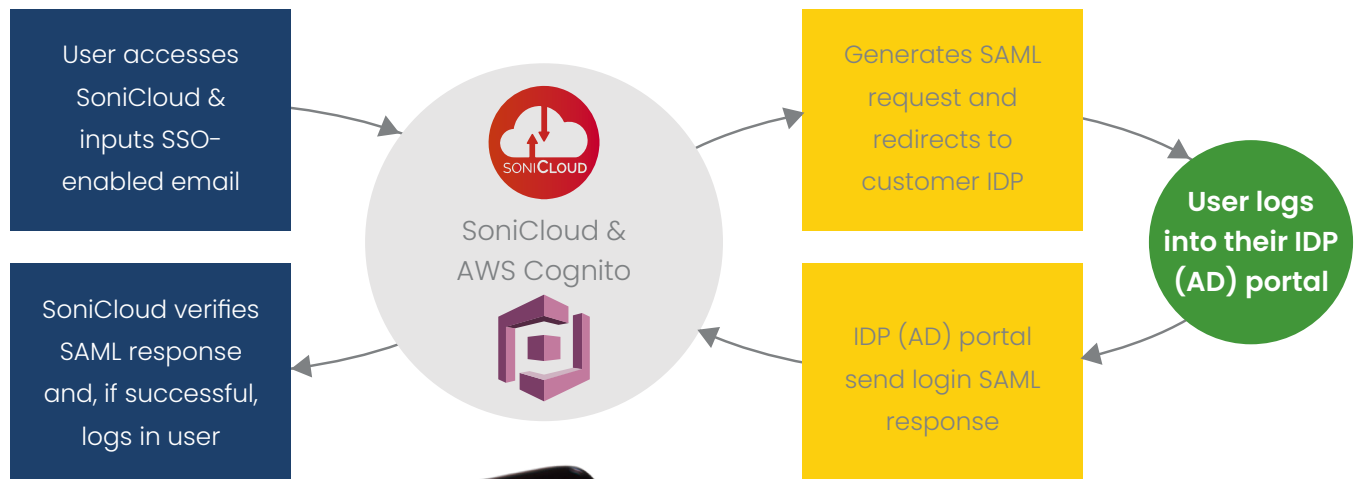 User accesses
SoniCloud &
inputs SSO-
enabled email
SONICLOUD
SoniCloud &
AWS Cognito
Generates SAML
request and
redirects to
customer IDP
User logs
into their IDP
(AD) portal
IDP (AD) portal
send login SAML
response
SoniCloud verifies
SAML response
and, if successful,
logs in user